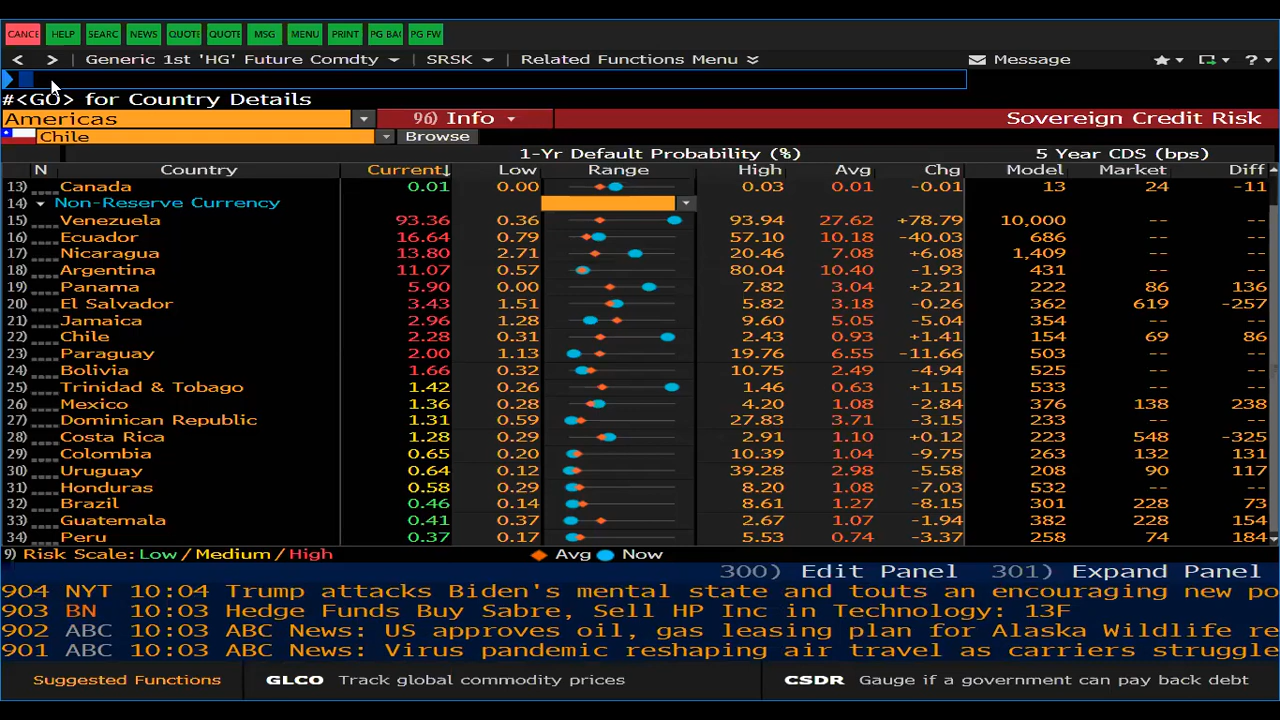 CANCE HELP SEARC NEWS QUOTE QUOTE MSG MENU PRINT PG BA PG FW
< > Generic 1st 'HG' Future Comdty SRSK Related Functions Menu Message ?
#<GO> for Country Details
Americas 96) Info Sovereign Credit Risk
Chile Browse
1-Yr Default Probability (%) 5 Year CDS (bps)
N Country Current↓ Low Range High Avg Chg Model Market Diff
13) Canada 0.01 0.00 0.03 0.01 -0.01 13 24 -11
14) Non-Reserve Currency
15) Venezuela 93.36 0.36 93.94 27.62 +78.79 10,000 -- --
16) Ecuador 16.64 0.79 57.10 10.18 -40.03 686 -- --
17) Nicaragua 13.80 2.71 20.46 7.08 +6.08 1,409 -- --
18) Argentina 11.07 0.57 80.04 10.40 -1.93 431 -- --
19) Panama 5.90 0.00 7.82 3.04 +2.21 222 86 136
20) El Salvador 3.43 1.51 5.82 3.18 -0.26 362 619 -257
21) Jamaica 2.96 1.28 9.60 5.05 -5.04 354 -- --
22) Chile 2.28 0.31 2.43 0.93 +1.41 154 69 86
23) Paraguay 2.00 1.13 19.76 6.55 -11.66 503 -- --
24) Bolivia 1.66 0.32 10.75 2.49 -4.94 525 -- --
25) Trinidad & Tobago 1.42 0.26 1.46 0.63 +1.15 533 -- --
26) Mexico 1.36 0.28 4.20 1.08 -2.84 376 138 238
27) Dominican Republic 1.31 0.59 27.83 3.71 -3.15 233 -- --
28) Costa Rica 1.28 0.29 2.91 1.10 +0.12 223 548 -325
29) Colombia 0.65 0.20 10.39 1.04 -9.75 263 132 131
30) Uruguay 0.64 0.12 39.28 2.98 -5.58 208 90 117
31) Honduras 0.58 0.29 8.20 1.08 -7.03 532 -- --
32) Brazil 0.46 0.14 8.61 1.27 -8.15 301 228 73
33) Guatemala 0.41 0.37 2.67 1.07 -1.94 382 228 154
34) Peru 0.37 0.17 5.53 0.74 -3.37 258 74 184
9) Risk Scale: Low / Medium / High Avg Now
300) Edit Panel 301) Expand Panel
904 NYT 10:04 Trump attacks Biden's mental state and touts an encouraging new po
903 BN 10:03 Hedge Funds Buy Sabre, Sell HP Inc in Technology: 13F
902 ABC 10:03 ABC News: US approves oil, gas leasing plan for Alaska Wildlife re
901 ABC 10:03 ABC News: Virus pandemic reshaping air travel as carriers struggle
Suggested Functions GLCO Track global commodity prices CSDR Gauge if a government can pay back debt